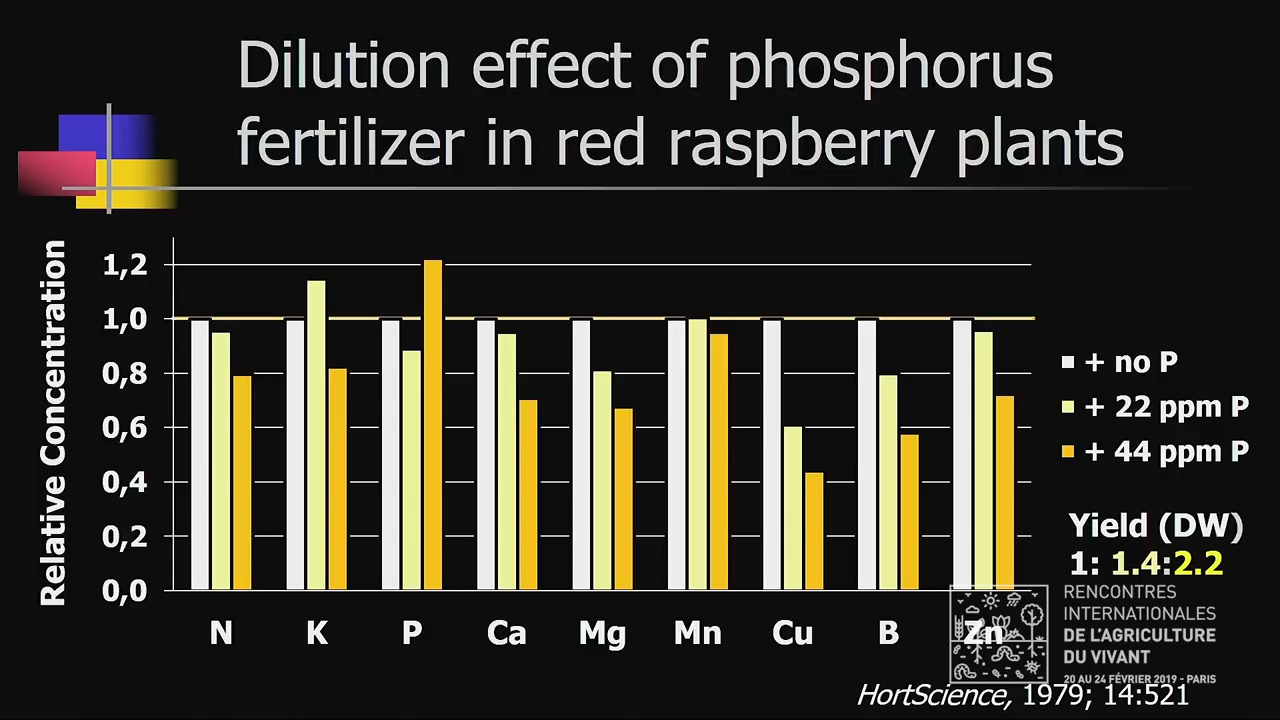 Dilution effect of phosphorus
fertilizer in red raspberry plants
Relative Concentration
1,2
1,0
0,8
0,6
0,4
0,2
0,0
N K P Ca Mg Mn Cu B Zn
+ no P
+ 22 ppm P
+ 44 ppm P
Yield (DW)
1: 1.4:2.2
RENCONTRES
INTERNATIONALES
DE L'AGRICULTURE
DU VIVANT
20 AU 24 FÉVRIER 2019 - PARIS
HortScience, 1979; 14:521